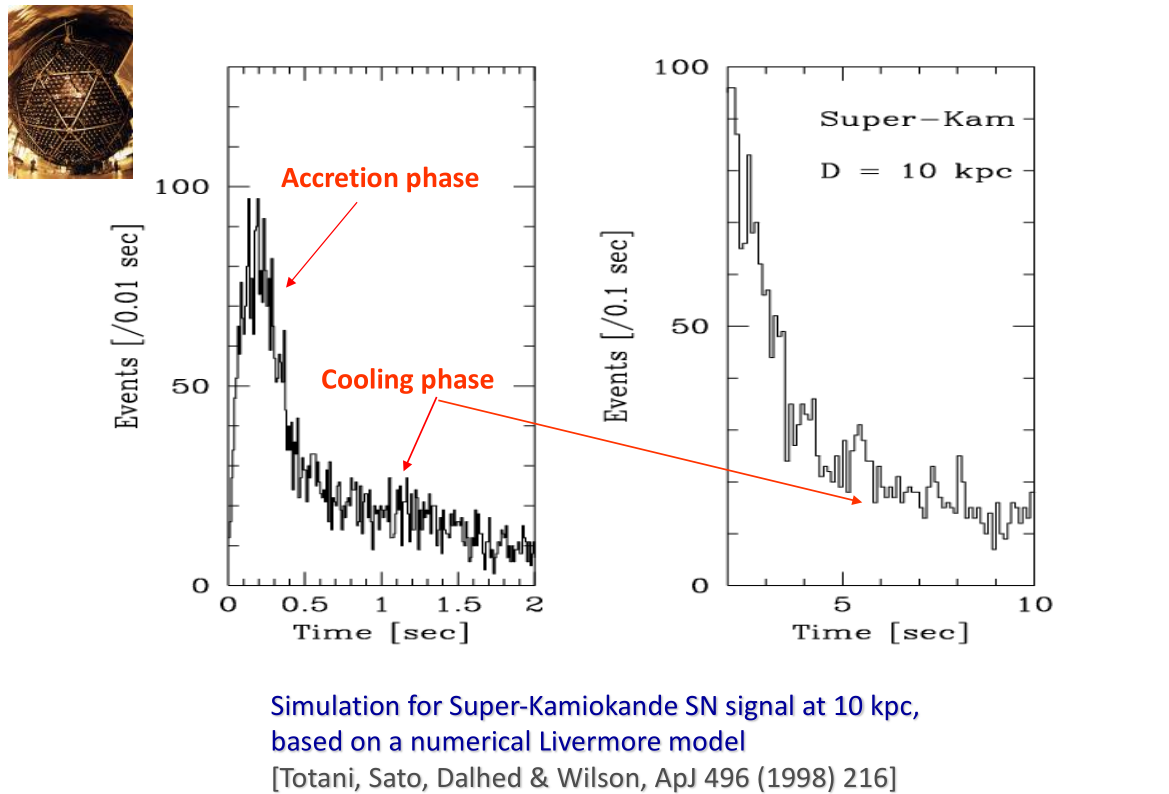 100
50
0
0 0.5 1 1.5 2
Time [sec]
Events [/0.01 sec]
Accretion phase
Cooling phase
100
50
0
5 10
Time [sec]
Events [/0.1 sec]
Super-Kam
D = 10 kpc
Simulation for Super-Kamiokande SN signal at 10 kpc,
based on a numerical Livermore model
[Totani, Sato, Dalhed & Wilson, ApJ 496 (1998) 216]